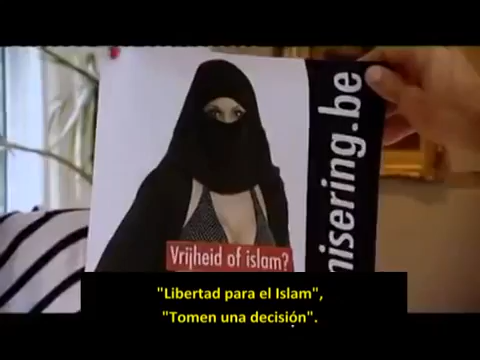 nisering.be
Vrijheid of islam?
"Libertad para el Islam",
"Tomen una decisión".